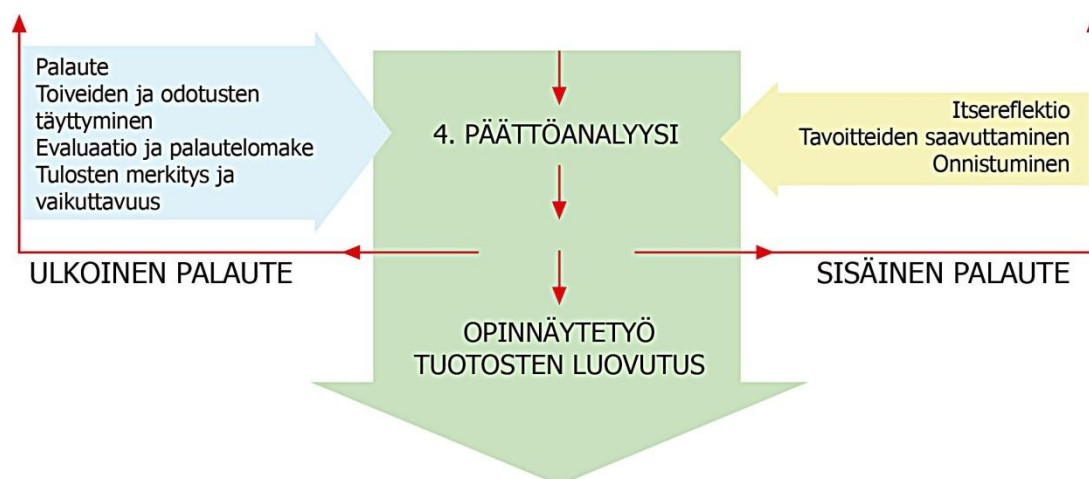 Palaute
Toiveiden ja odotusten
täyttyminen
Evaluaatio ja palautelomake
Tulosten merkitys ja
vaikuttavuus
4. PÄÄTTÖANALYYSI
Itsereflektio
Tavoitteiden saavuttaminen
Onnistuminen
ULKOINEN PALAUTE
SISÄINEN PALAUTE
OPINNÄYTETYÖ
TUOTOSTEN LUOVUTUS